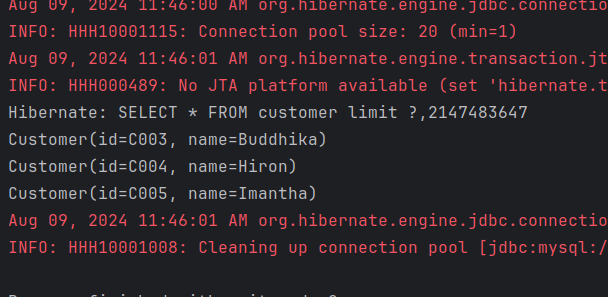 Aug 09, 2024 11:46:00 AM org.hibernate.engine.jdbc.connectio
INFO: HHH10001115: Connection pool size: 20 (min=1)
Aug 09, 2024 11:46:01 AM org.hibernate.engine.transaction.jt
INFO: HHH000489: No JTA platform available (set 'hibernate.t
Hibernate: SELECT * FROM customer limit ?,2147483647
Customer(id=C003, name=Buddhika)
Customer(id=C004, name=Hiron)
Customer(id=C005, name=Imantha)
Aug 09, 2024 11:46:01 AM org.hibernate.engine.jdbc.connectio
INFO: HHH10001008: Cleaning up connection pool [jdbc:mysql:/